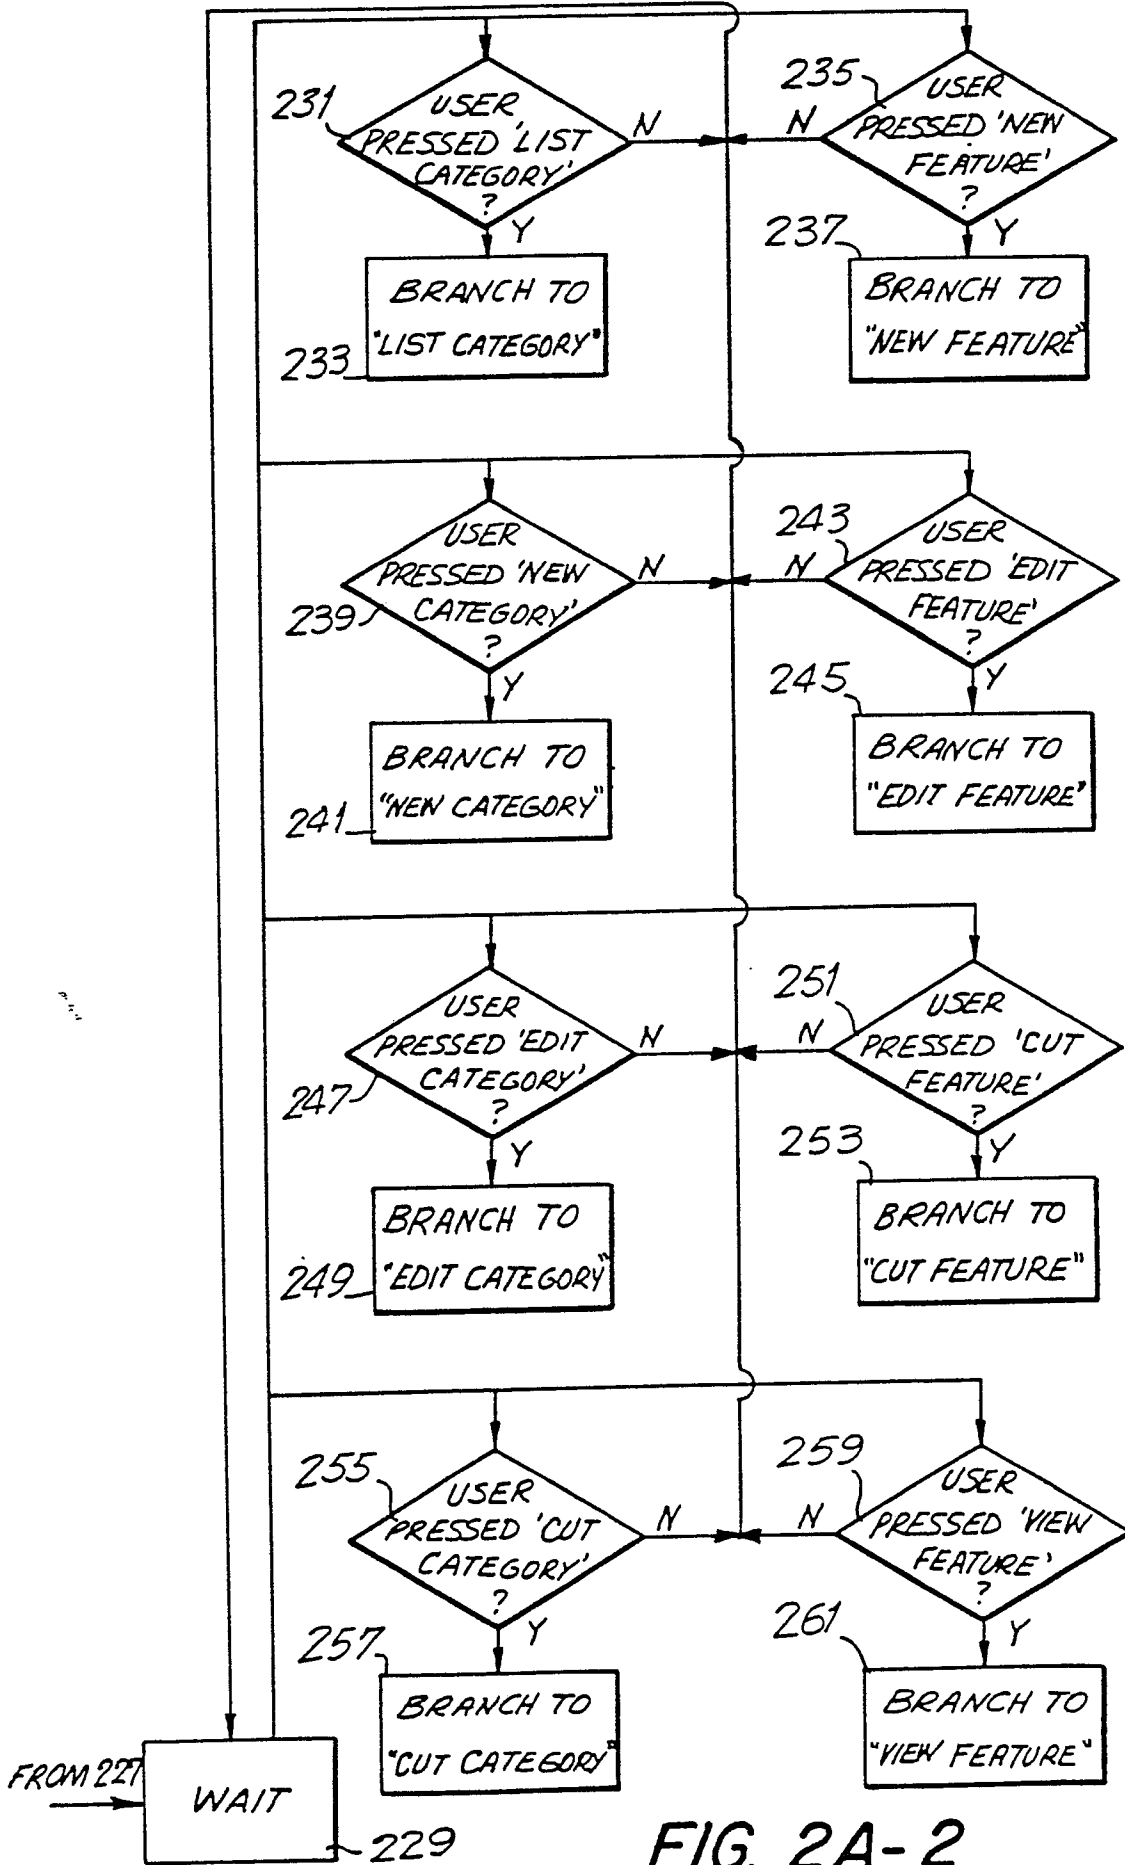 231
USER
PRESSED 'LIST
CATEGORY'
?
N
Y
233
BRANCH TO
"LIST CATEGORY"
235
USER
PRESSED 'NEW
FEATURE'
?
N
Y
237
BRANCH TO
"NEW FEATURE"
239
USER
PRESSED 'NEW
CATEGORY'
?
N
Y
241
BRANCH TO
"NEW CATEGORY"
243
USER
PRESSED 'EDIT
FEATURE'
?
N
Y
245
BRANCH TO
"EDIT FEATURE"
247
USER
PRESSED 'EDIT
CATEGORY'
?
N
Y
249
BRANCH TO
"EDIT CATEGORY"
251
USER
PRESSED 'CUT
FEATURE'
?
N
Y
253
BRANCH TO
"CUT FEATURE"
255
USER
PRESSED 'CUT
CATEGORY'
?
N
Y
257
BRANCH TO
"CUT CATEGORY"
259
USER
PRESSED 'VIEW
FEATURE'
?
N
Y
261
BRANCH TO
"VIEW FEATURE"
FROM 227
WAIT
229
FIG. 2A-2